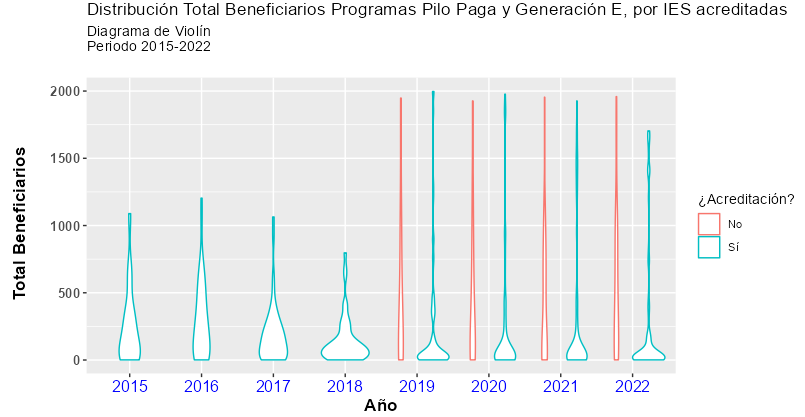 Distribución Total Beneficiarios Programas Pilo Paga y Generación E, por IES acreditadas
Diagrama de Violín
Periodo 2015-2022
2000
1500
1000
500
0
Total Beneficiarios
2015 2016 2017 2018 2019 2020 2021 2022
Año
¿Acreditación?
No
Sí